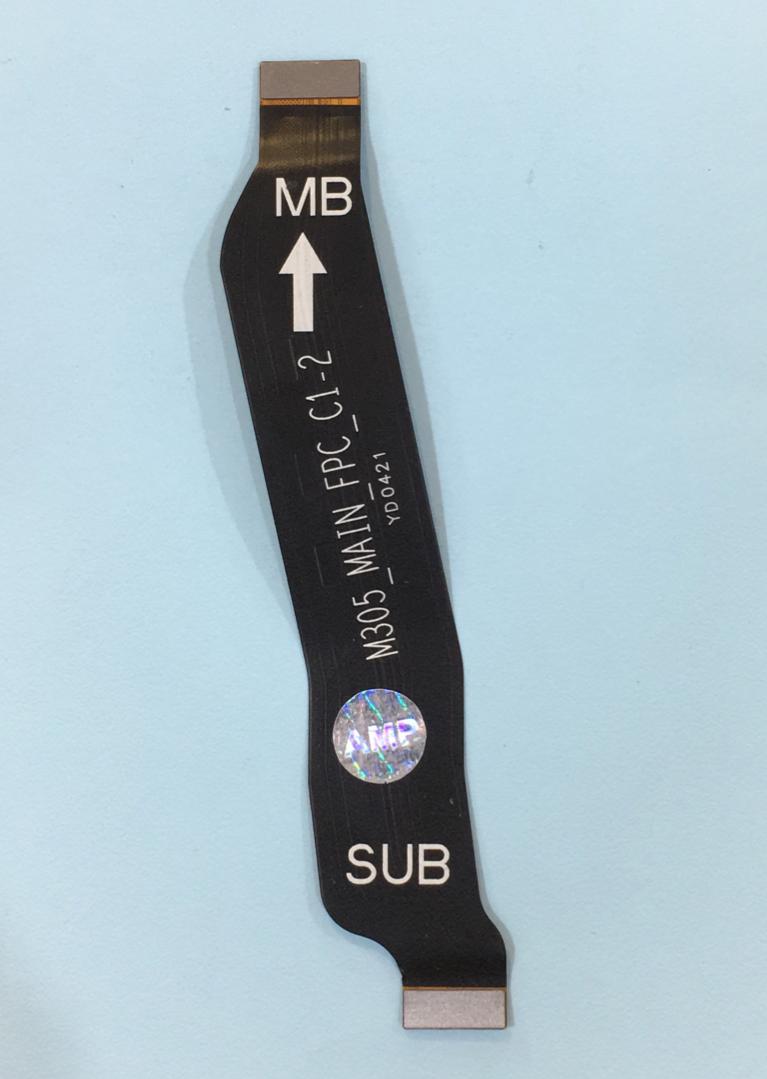 MB
M305_MAIN_FPC_C1-2
YD0421
AMP
SUB